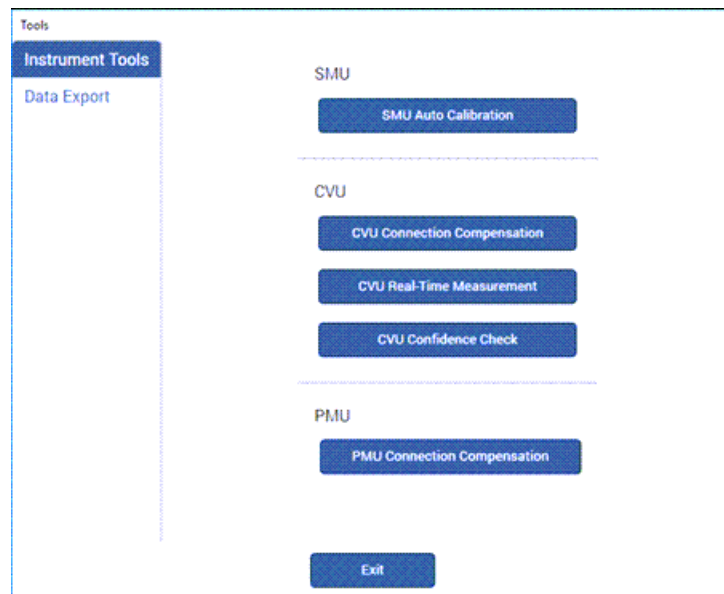 Tools
Instrument Tools
Data Export
SMU
SMU Auto Calibration
CVU
CVU Connection Compensation
CVU Real-Time Measurement
CVU Confidence Check
PMU
PMU Connection Compensation
Exit